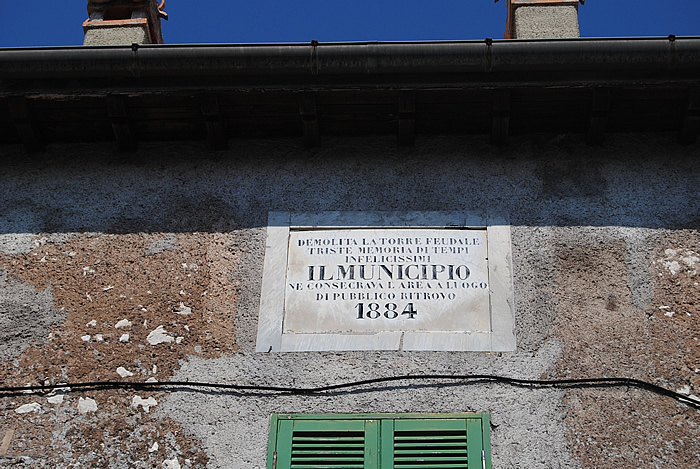 DEMOLITA LA TORRE FEUDALE
TRISTE MEMORIA DI TEMPI
INFELICISSIMI
IL MUNICIPIO
NE CONSECRAVA L'AREA A LUOGO
DI PUBBLICO RITROVO
1884